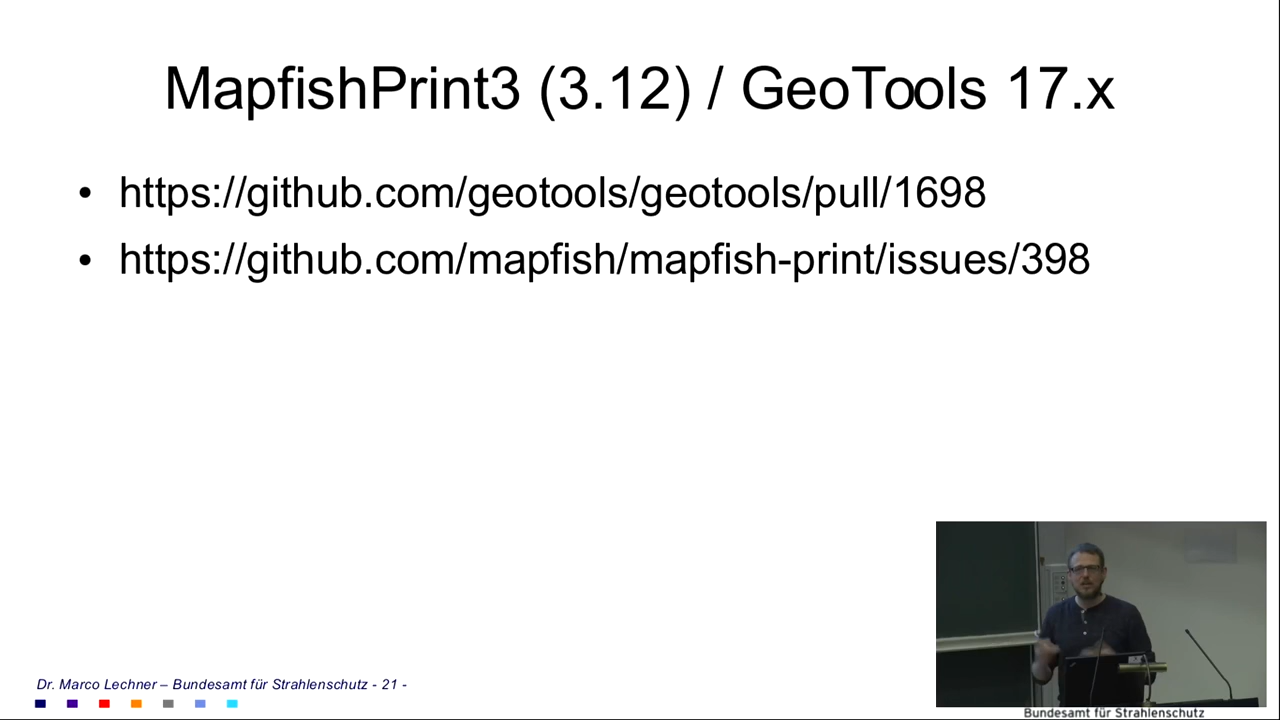 MapfishPrint3 (3.12) / GeoTools 17.x
• https://github.com/geotools/geotools/pull/1698
• https://github.com/mapfish/mapfish-print/issues/398
Dr. Marco Lechner – Bundesamt für Strahlenschutz - 21 -
Bundesamt für Strahlenschutz